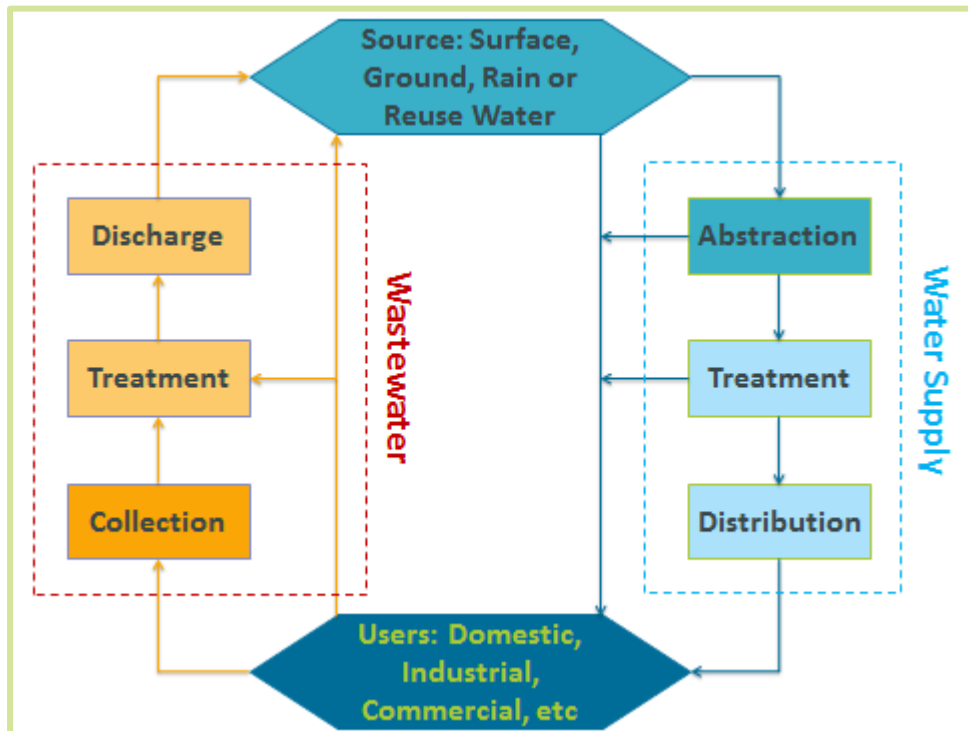 Source: Surface,
Ground, Rain or
Reuse Water
Discharge
Treatment
Collection
Wastewater
Abstraction
Treatment
Distribution
Water Supply
Users: Domestic,
Industrial,
Commercial, etc